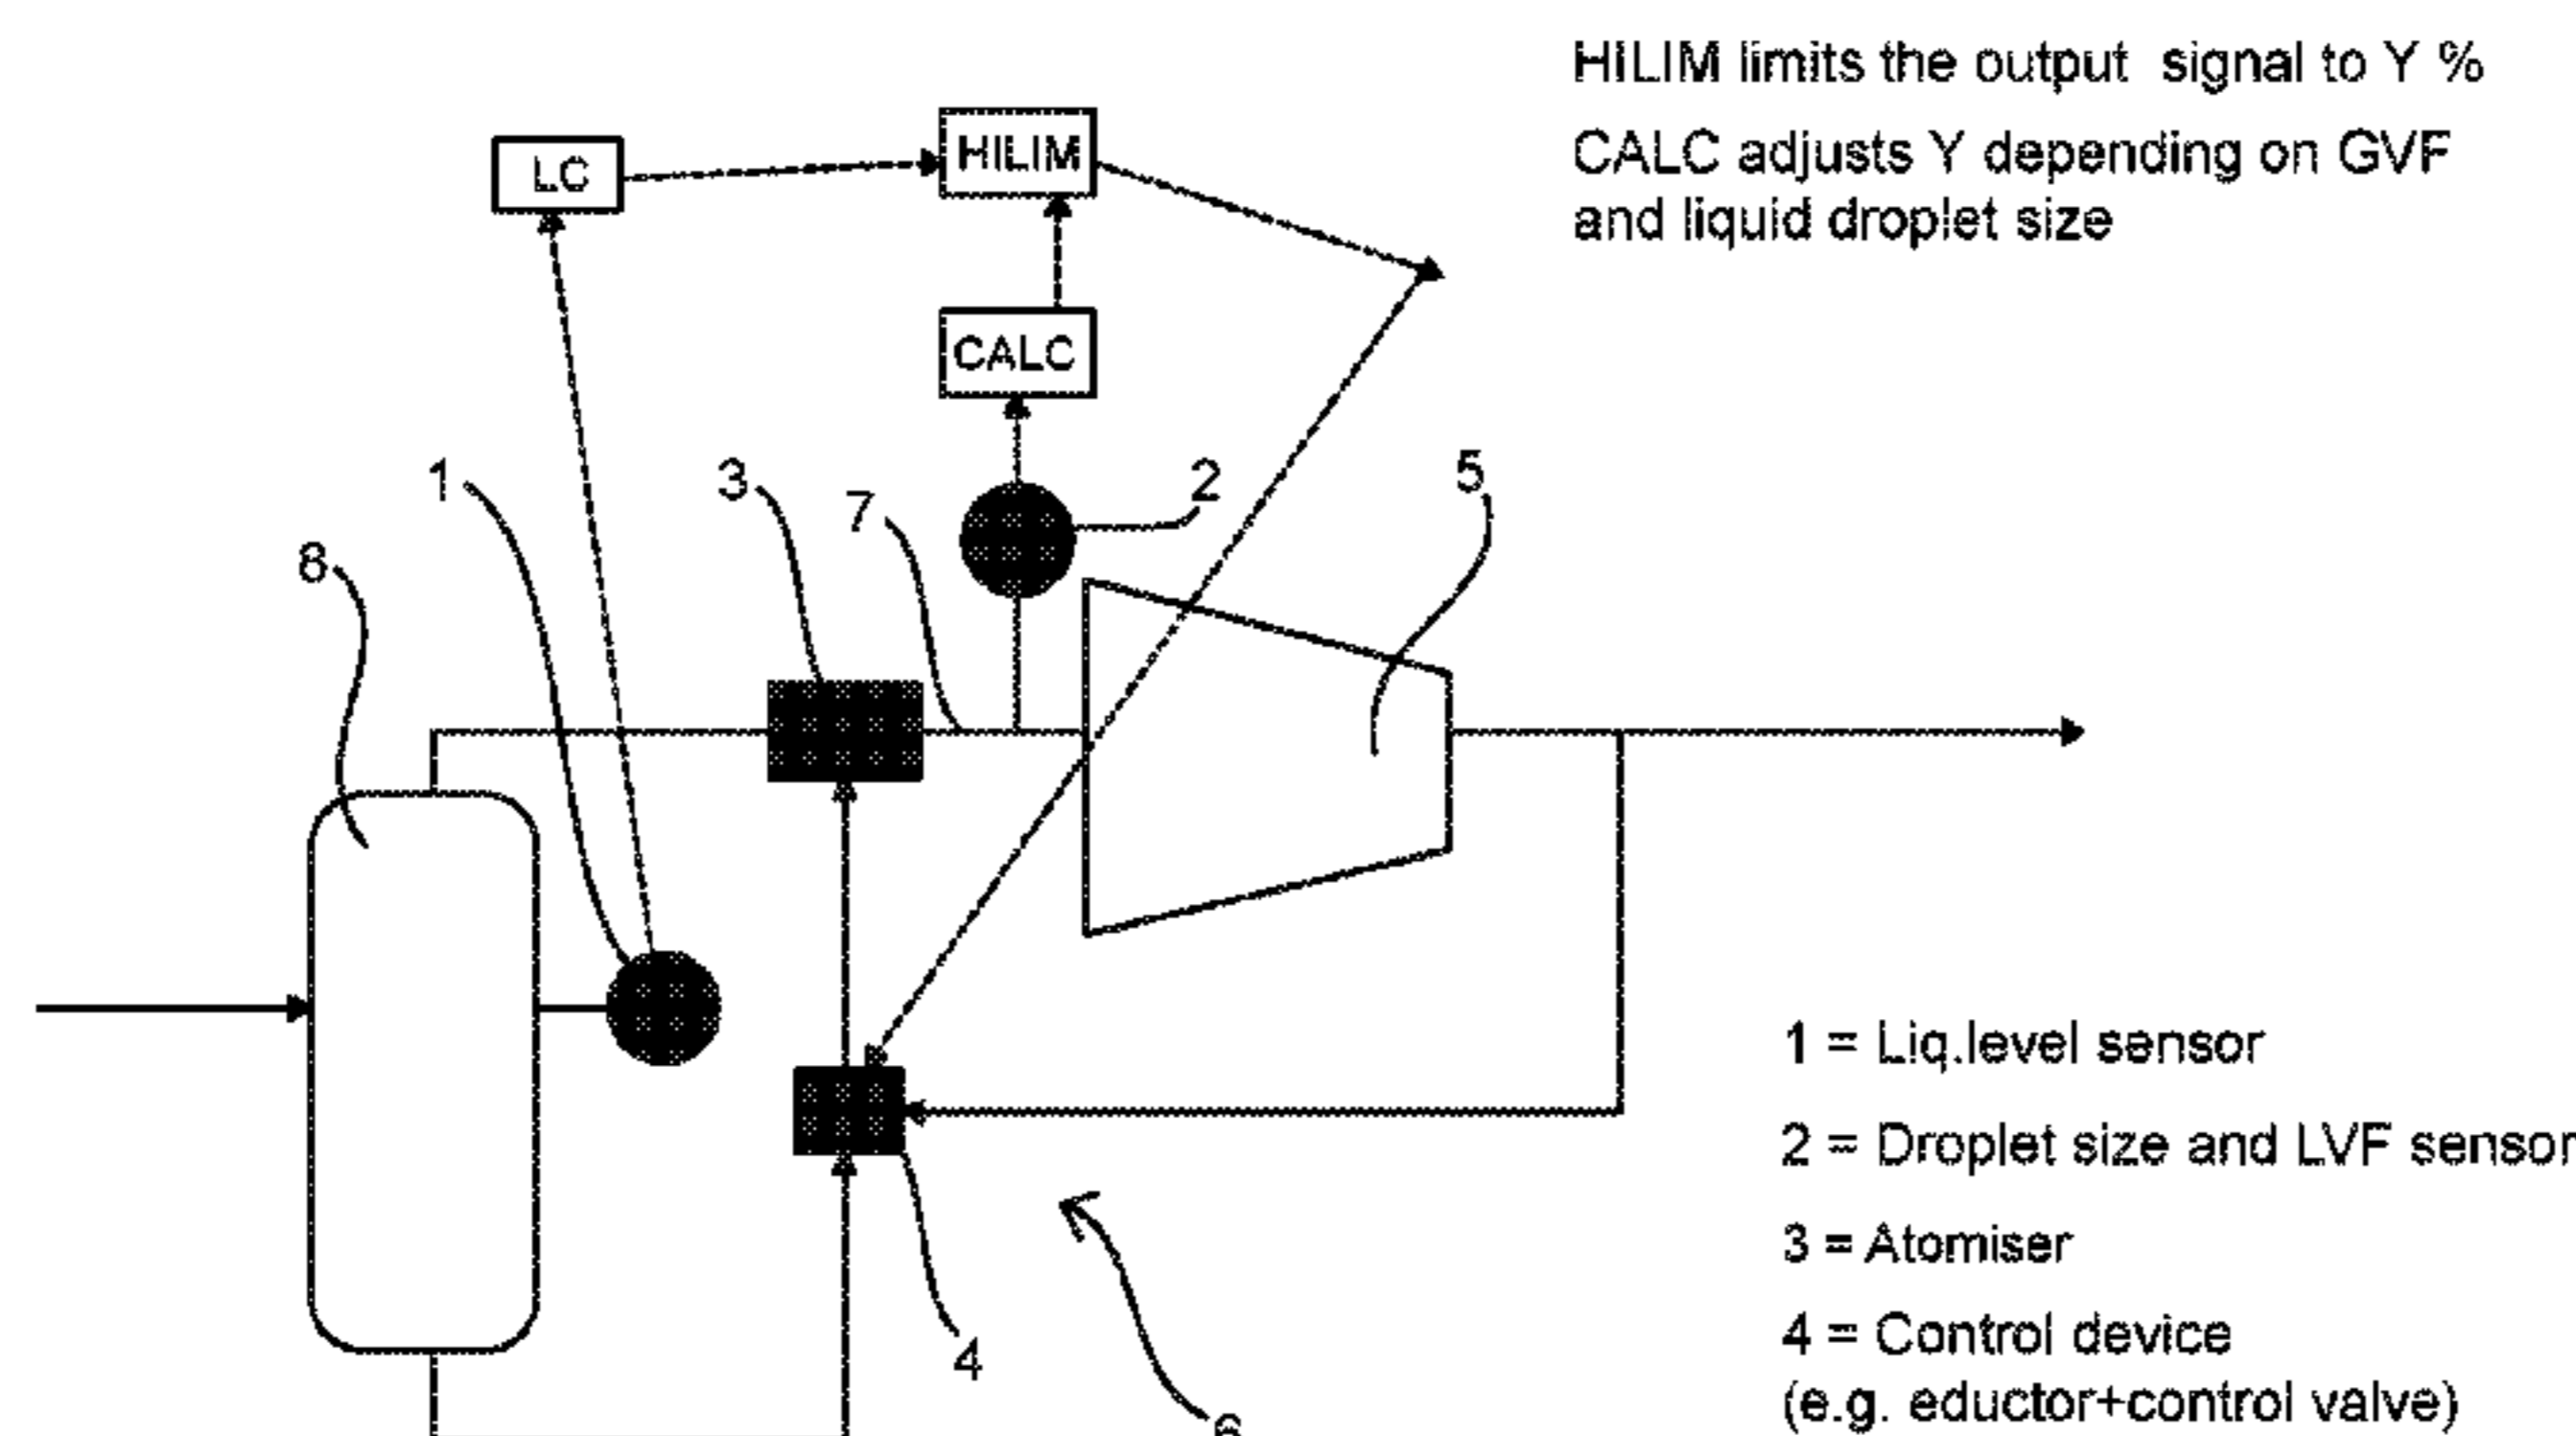 HILIM limits the output signal to Y %
HILIM
CALC adjusts Y depending on GVF
LC
and liquid droplet size
CALC
1
3
7
2
5
8
1 = Liq.level sensor
2 = Droplet size and LVF sensor
3 = Atomiser
4 = Control device
4
(e.g. eductor+control valve)